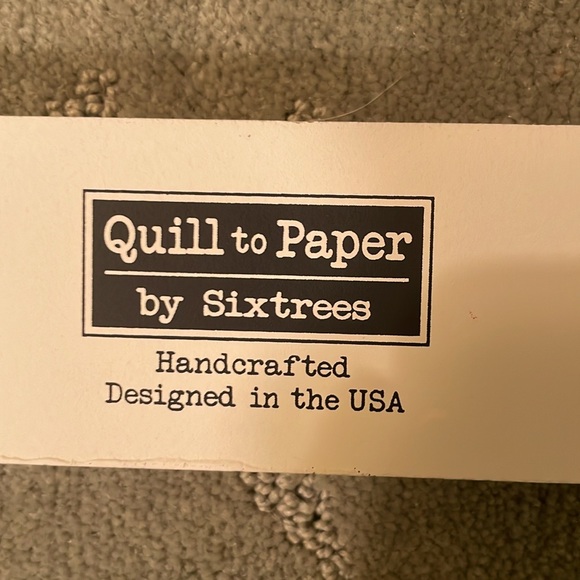 Quill to Paper
by Sixtrees
Handcrafted
Designed in the USA